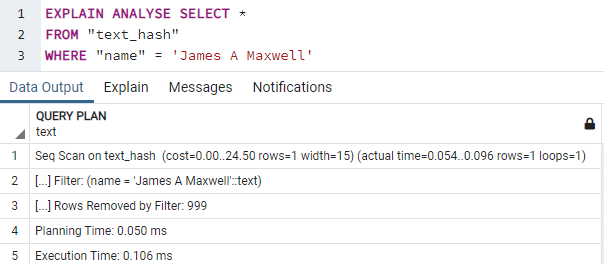 1 EXPLAIN ANALYSE SELECT *
2 FROM "text_hash"
3 WHERE "name" = 'James A Maxwell'
Data Output Explain Messages Notifications
QUERY PLAN
text
1 Seq Scan on text_hash (cost=0.00..24.50 rows=1 width=15) (actual time=0.054..0.096 rows=1 loops=1)
2 [...] Filter: (name = 'James A Maxwell'::text)
3 [...] Rows Removed by Filter: 999
4 Planning Time: 0.050 ms
5 Execution Time: 0.106 ms